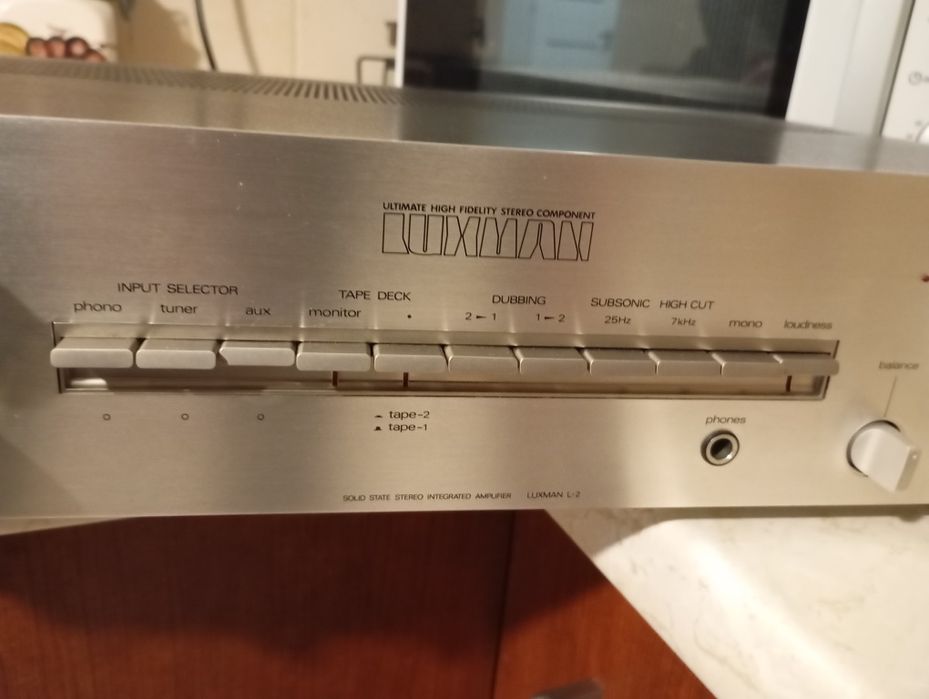 ULTIMATE HIGH FIDELITY STEREO COMPONENT
LUXMAN
INPUT SELECTOR
phono tuner aux
TAPE DECK
monitor •
DUBBING
2 ← 1 1 ← 2
SUBSONIC HIGH CUT
25Hz 7kHz mono loudness
balance
tape-2
tape-1
phones
SOLID STATE STEREO INTEGRATED AMPLIFIER LUXMAN L-2